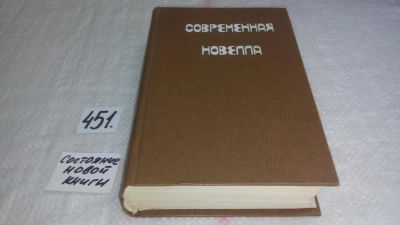 СОВРЕМЕННАЯ
НОВЕЛЛА
451.
СОСТОЯНИЕ
НОВОЙ
КНИГИ